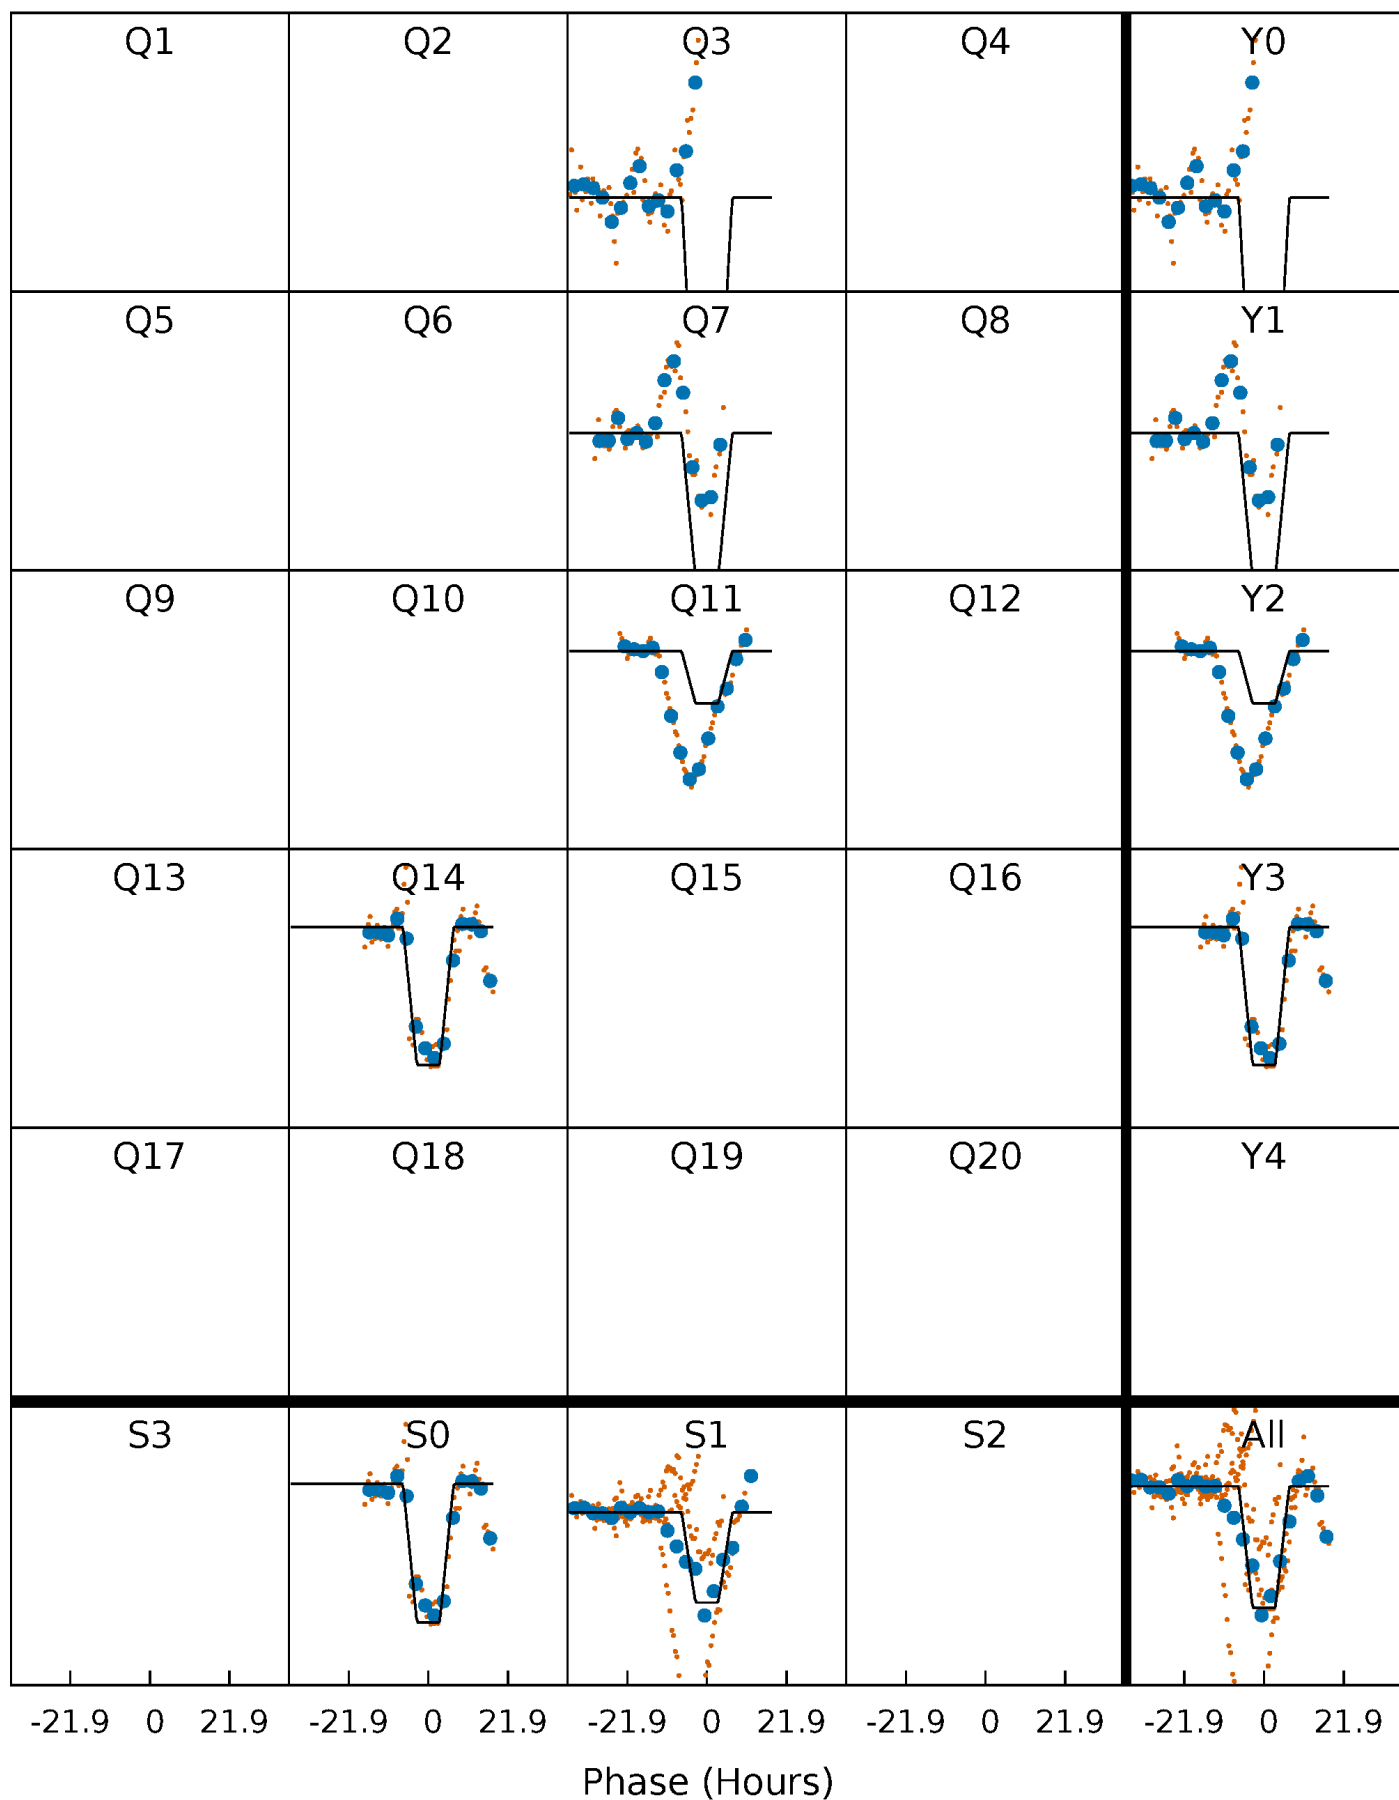 Q1 Q2 Q3 Q4 Y0
Q5 Q6 Q7 Q8 Y1
Q9 Q10 Q11 Q12 Y2
Q13 Q14 Q15 Q16 Y3
Q17 Q18 Q19 Q20 Y4
S3 S0 S1 S2 All
-21.9 0 21.9 -21.9 0 21.9 -21.9 0 21.9 -21.9 0 21.9 -21.9 0 21.9
Phase (Hours)